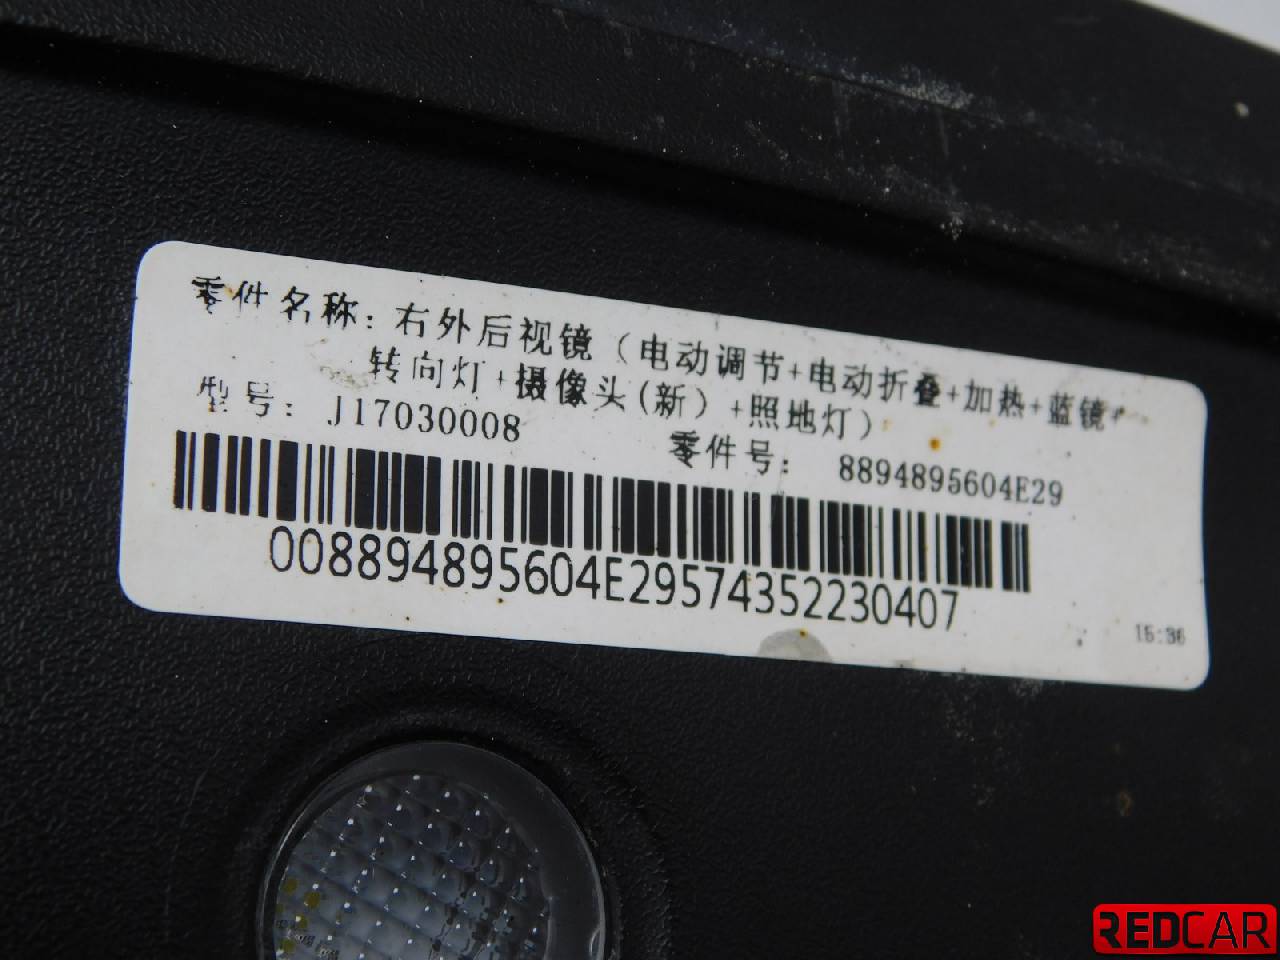 零件名称: 右外后视镜 (电动调节+电动折叠+加热+蓝镜+
转向灯+摄像头(新) +照地灯)
型号: J17030008 零件号: 8894895604E29
008894895604E29574352230407
15:36
REDCAR